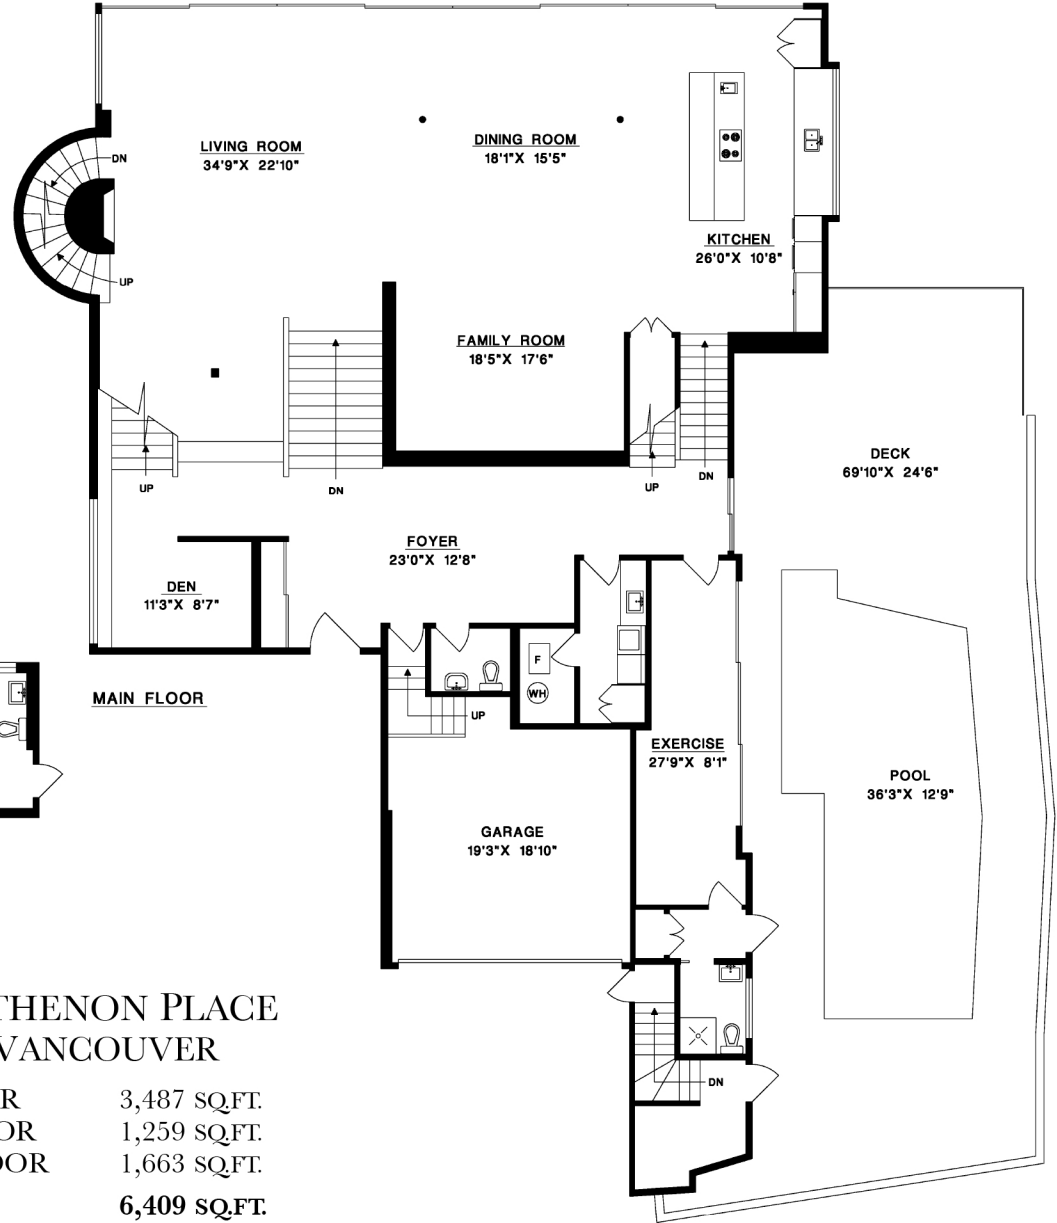 DN
LIVING ROOM
34'9"X 22'10"
DINING ROOM
18'1"X 15'5"
KITCHEN
26'0"X 10'8"
UP
FAMILY ROOM
18'5"X 17'6"
UP
DN
UP
DN
DECK
69'10"X 24'6"
FOYER
23'0"X 12'8"
DEN
11'3"X 8'7"
F
WH
MAIN FLOOR
UP
EXERCISE
27'9"X 8'1"
POOL
36'3"X 12'9"
GARAGE
19'3"X 18'10"
THENON PLACE
VANCOUVER
DN
R 3,487 SQ.FT.
OR 1,259 SQ.FT.
OOR 1,663 SQ.FT.
6,409 SQ.FT.